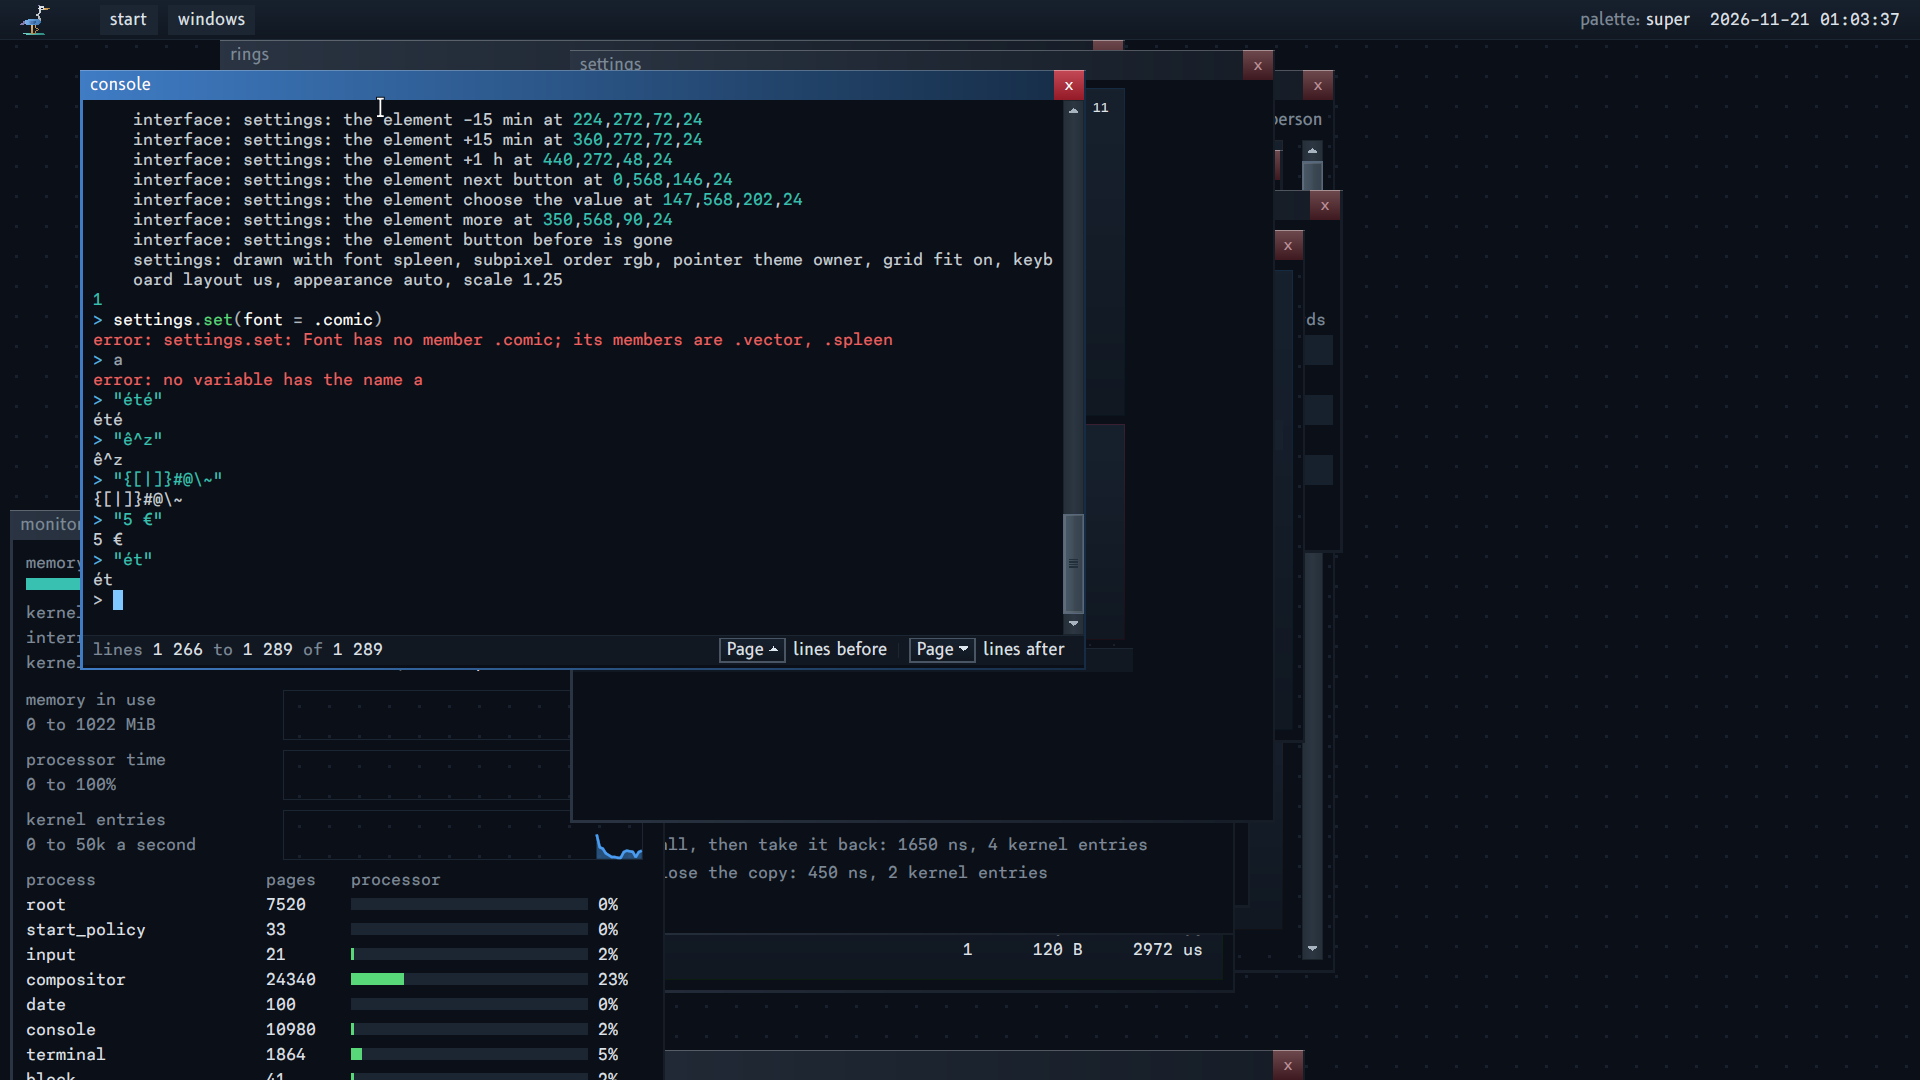 start windows palette: super 2026-11-21 01:03:37
rings
settings x
console x
x
11
person
interface: settings: the element -15 min at 224,272,72,24
interface: settings: the element +15 min at 360,272,72,24
interface: settings: the element +1 h at 440,272,48,24
interface: settings: the element next button at 0,568,146,24
interface: settings: the element choose the value at 147,568,202,24
interface: settings: the element more at 350,568,90,24
interface: settings: the element button before is gone
settings: drawn with font spleen, subpixel order rgb, pointer theme owner, grid fit on, keyb
oard layout us, appearance auto, scale 1.25
1
> settings.set(font = .comic)
error: settings.set: Font has no member .comic; its members are .vector, .spleen
> a
error: no variable has the name a
> "été"
été
> "ê^z"
ê^z
> "{[|]}#@\~"
{[|]}#@\~
> "5 €"
5 €
> "ét"
ét
>
lines 1 266 to 1 289 of 1 289 Page lines before Page lines after
x
x
ds
monitor
memory
kernel
inter
kernel
memory in use
0 to 1022 MiB
processor time
0 to 100%
kernel entries
0 to 50k a second
process pages processor
root 7520 0%
start_policy 33 0%
input 21 2%
compositor 24340 23%
date 100 0%
console 10980 2%
terminal 1864 5%
block 41 2%
all, then take it back: 1650 ns, 4 kernel entries
lose the copy: 450 ns, 2 kernel entries
1 120 B 2972 us
x